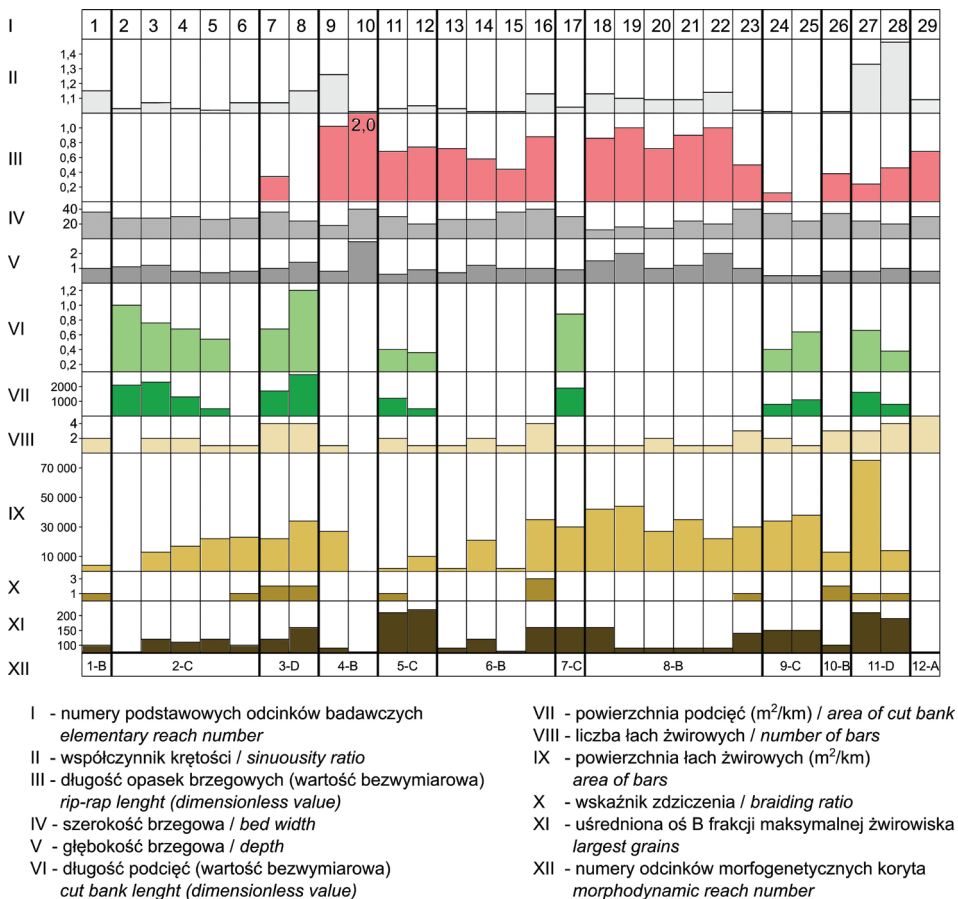 I 1 2 3 4 5 6 7 8 9 10 11 12 13 14 15 16 17 18 19 20 21 22 23 24 25 26 27 28 29
II 1,4 1,3 1,2 1,1
III 1,0 0,8 0,6 0,4 0,2 2,0
IV 40 20
V 2 1
VI 1,2 1,0 0,8 0,6 0,4 0,2
VII 2000 1000
VIII 4 2
IX 70 000 50 000 30 000 10 000
X 3 1
XI 200 150 100
XII 1-B 2-C 3-D 4-B 5-C 6-B 7-C 8-B 9-C 10-B 11-D 12-A
I - numery podstawowych odcinków badawczych
elementary reach number
II - współczynnik krętości / sinuousity ratio
III - długość opasek brzegowych (wartość bezwymiarowa)
rip-rap lenght (dimensionless value)
IV - szerokość brzegowa / bed width
V - głębokość brzegowa / depth
VI - długość podcięć (wartość bezwymiarowa)
cut bank lenght (dimensionless value)
VII - powierzchnia podcięć (m²/km) / area of cut bank
VIII - liczba łach żwirowych / number of bars
IX - powierzchnia łach żwirowych (m²/km)
area of bars
X - wskaźnik zdziczenia / braiding ratio
XI - uśredniona oś B frakcji maksymalnej żwirowiska
largest grains
XII - numery odcinków morfogenetycznych koryta
morphodynamic reach number